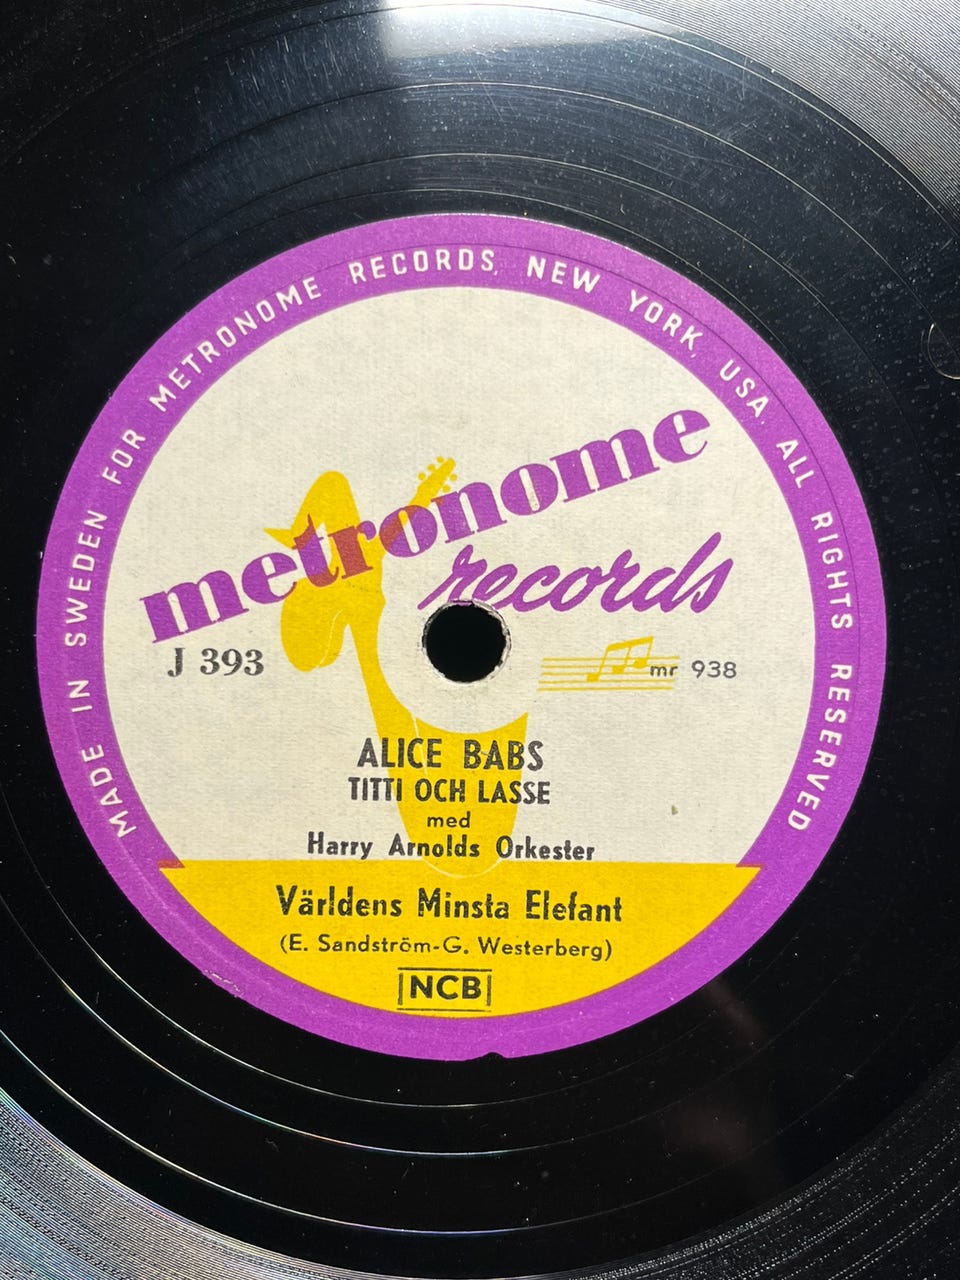 MADE IN SWEDEN FOR METRONOME RECORDS, NEW YORK, USA. ALL RIGHTS RESERVED
metronome
records
J 393
mr 938
ALICE BABS
TITTI OCH LASSE
med
Harry Arnolds Orkester
Världens Minsta Elefant
(E. Sandström-G. Westerberg)
NCB